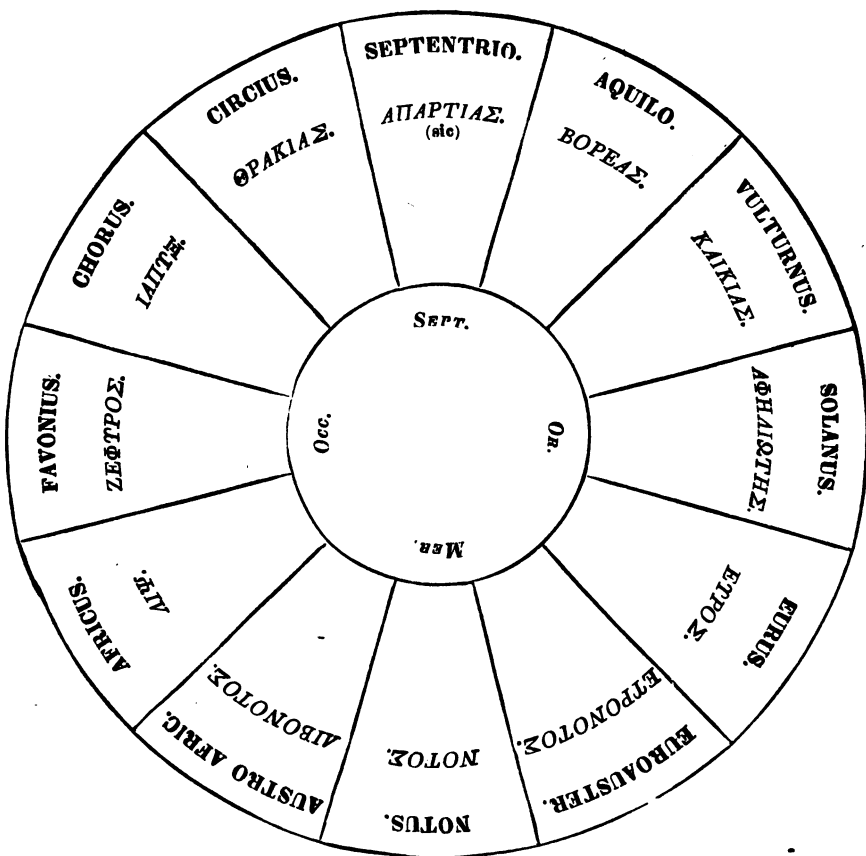 SEPTENTRIO.
ΑΠΑΡΤΙΑΣ.
(sic)
AQUILO.
ΒΟΡΕΑΣ.
VULTURNUS.
ΚΑΙΚΙΑΣ.
SOLANUS.
ΑΦΗΛΙΩΤΗΣ.
EURUS.
ΕΥΡΟΣ.
EUROAUSTER.
ΕΥΡΟΝΟΤΟΣ.
NOTUS.
ΝΟΤΟΣ.
AUSTRO AFRIC.
ΛΙΒΟΝΟΤΟΣ.
AFRICUS.
ΛΙΨ.
FAVONIUS.
ΖΕΦΥΡΟΣ.
CHORUS.
ΙΑΠΥΞ.
CIRCIUS.
ΘΡΑΚΙΑΣ.
SEPT.
OR.
MER.
OCC.